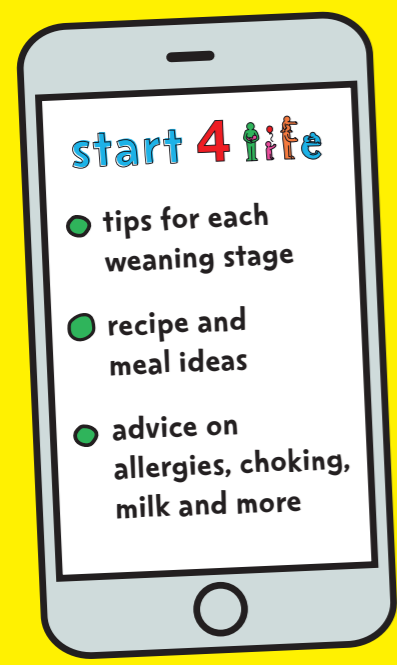 start 4 life
tips for each
weaning stage
recipe and
meal ideas
advice on
allergies, choking,
milk and more